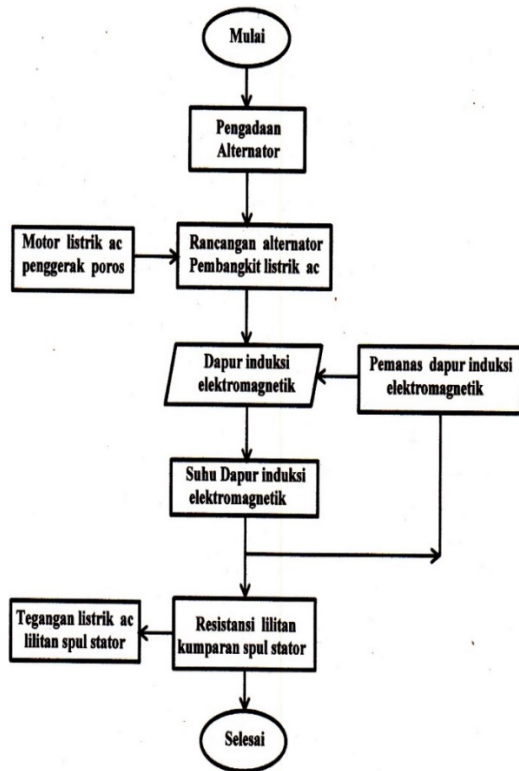 Mulai
Pengadaan
Alternator
Motor listrik ac
penggerak poros
Rancangan alternator
Pembangkit listrik ac
Dapur induksi
elektromagnetik
Pemanas dapur induksi
elektromagnetik
Suhu Dapur induksi
elektromagnetik
Tegangan listrik ac
lilitan spul stator
Resistansi lilitan
kumparan spul stator
Selesai